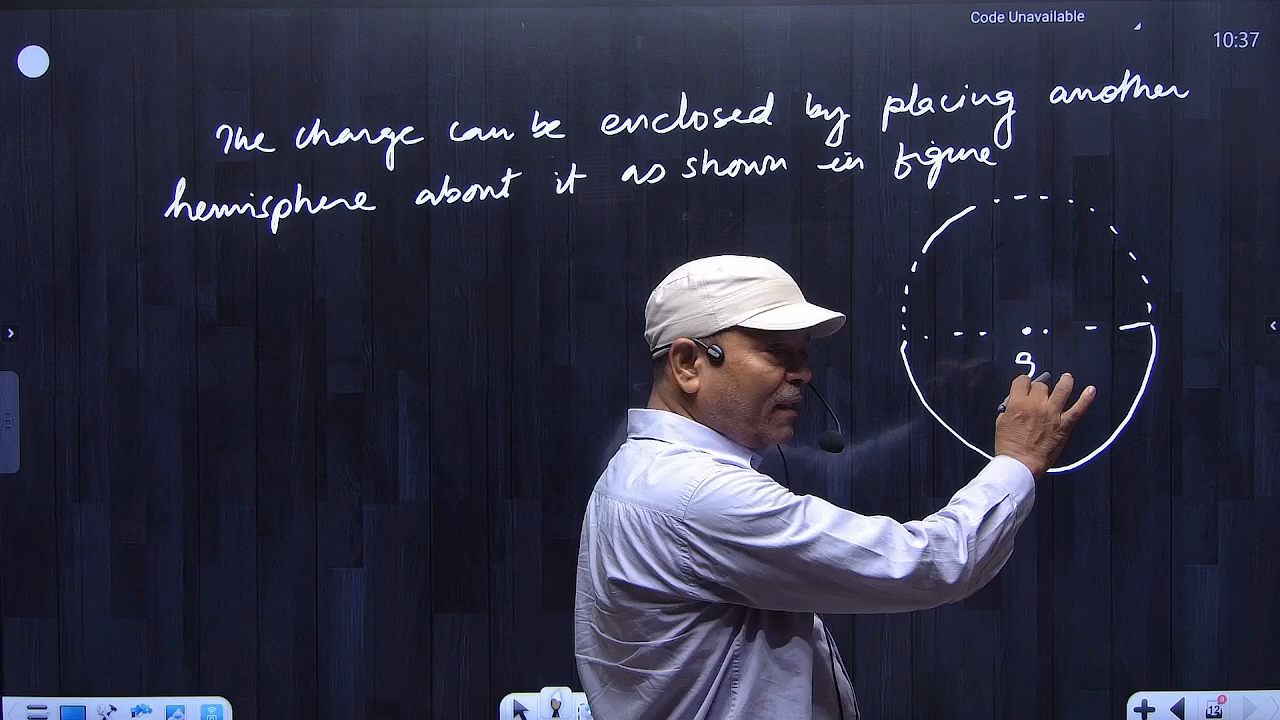 Code Unavailable
10:37
The charge can be enclosed by placing another
hemisphere about it as shown in figure
q
12